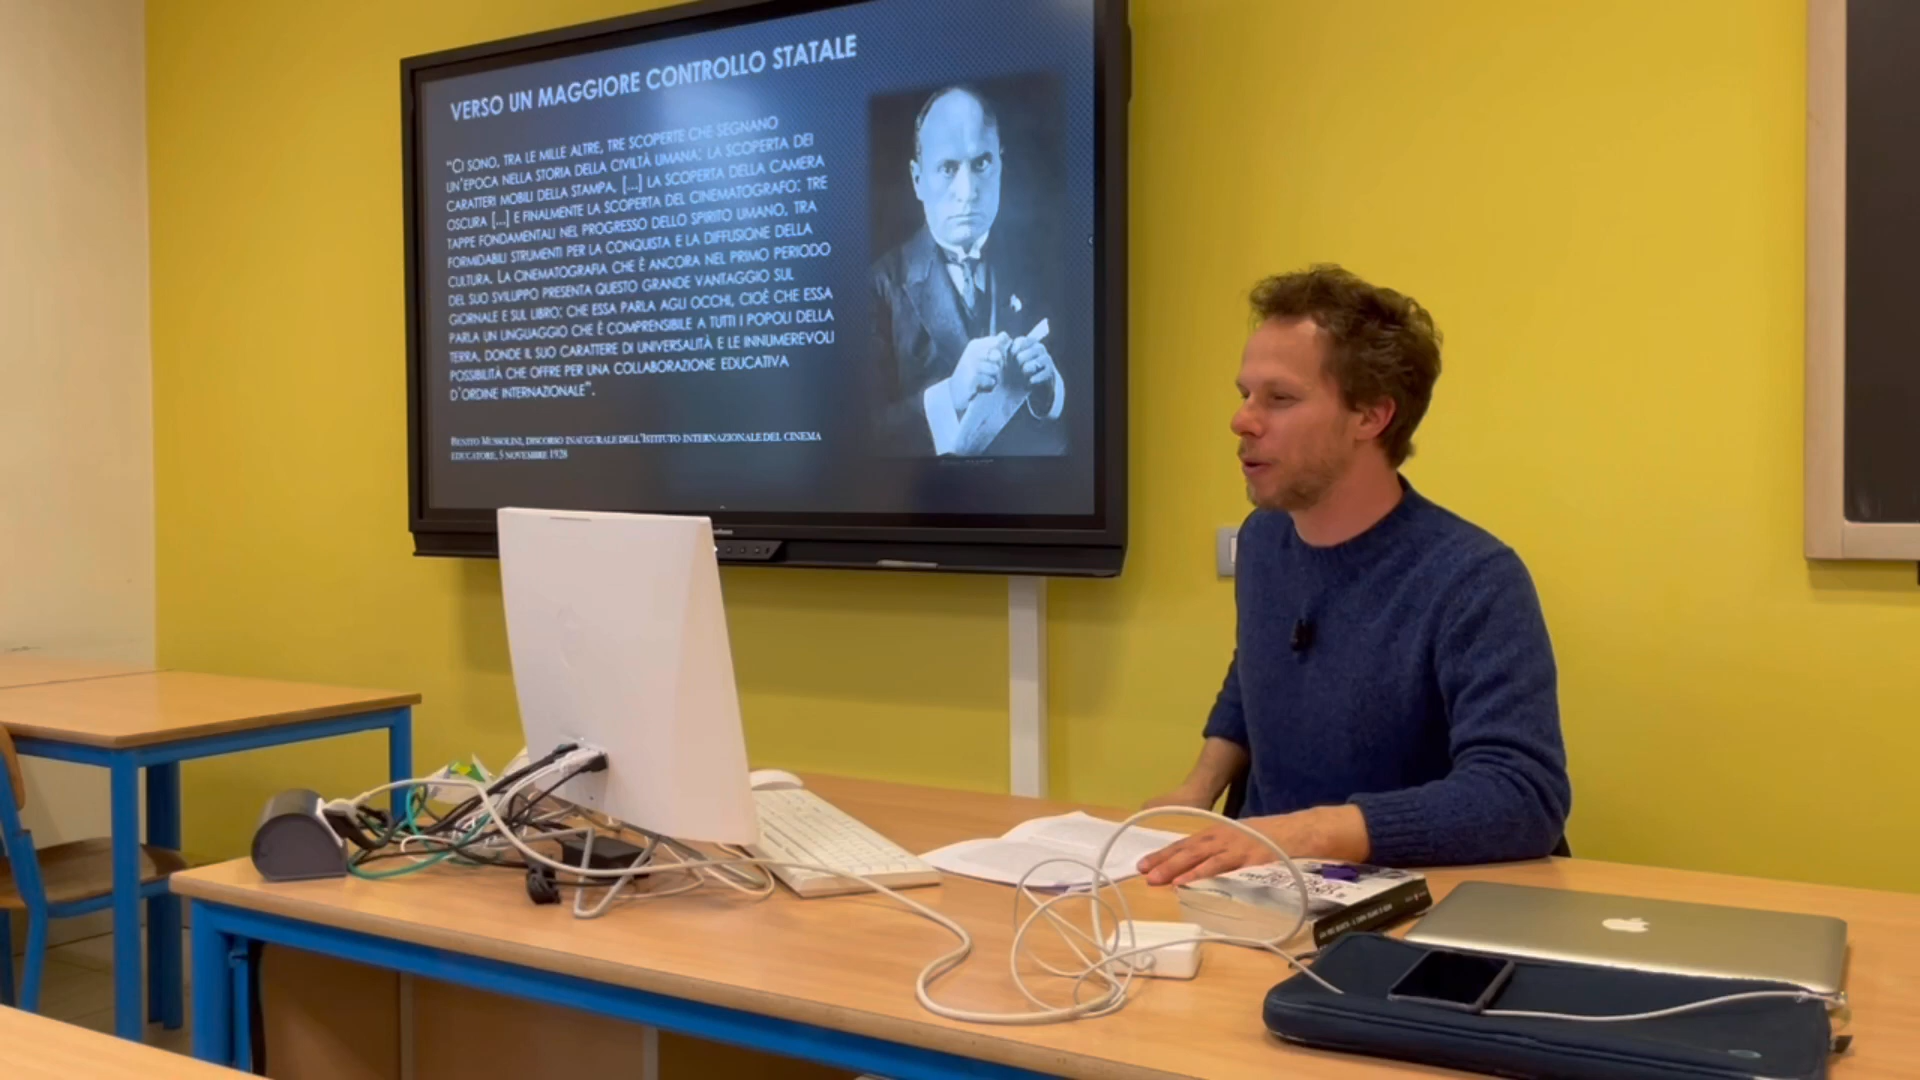 VERSO UN MAGGIORE CONTROLLO STATALE
“CI SONO, TRA LE MILLE ALTRE, TRE SCOPERTE CHE SEGNANO
UN'EPOCA NELLA STORIA DELLA CIVILTÀ UMANA: LA SCOPERTA DEI
CARATTERI MOBILI DELLA STAMPA, [...] LA SCOPERTA DELLA CAMERA
OSCURA [...] E FINALMENTE LA SCOPERTA DEL CINEMATOGRAFO: TRE
TAPPE FONDAMENTALI NEL PROGRESSO DELLO SPIRITO UMANO, TRA
FORMIDABILI STRUMENTI PER LA CONQUISTA E LA DIFFUSIONE DELLA
CULTURA. LA CINEMATOGRAFIA CHE È ANCORA NEL PRIMO PERIODO
DEL SUO SVILUPPO PRESENTA QUESTO GRANDE VANTAGGIO SUL
GIORNALE E SUL LIBRO: CHE ESSA PARLA AGLI OCCHI, CIOÈ CHE ESSA
PARLA UN LINGUAGGIO CHE È COMPRENSIBILE A TUTTI I POPOLI DELLA
TERRA, DONDE IL SUO CARATTERE DI UNIVERSALITÀ E LE INNUMEREVOLI
POSSIBILITÀ CHE OFFRE PER UNA COLLABORAZIONE EDUCATIVA
D'ORDINE INTERNAZIONALE”.
BENITO MUSSOLINI, DISCORSO INAUGURALE DELL'ISTITUTO INTERNAZIONALE DEL CINEMA
EDUCATORE, 5 NOVEMBRE 1928